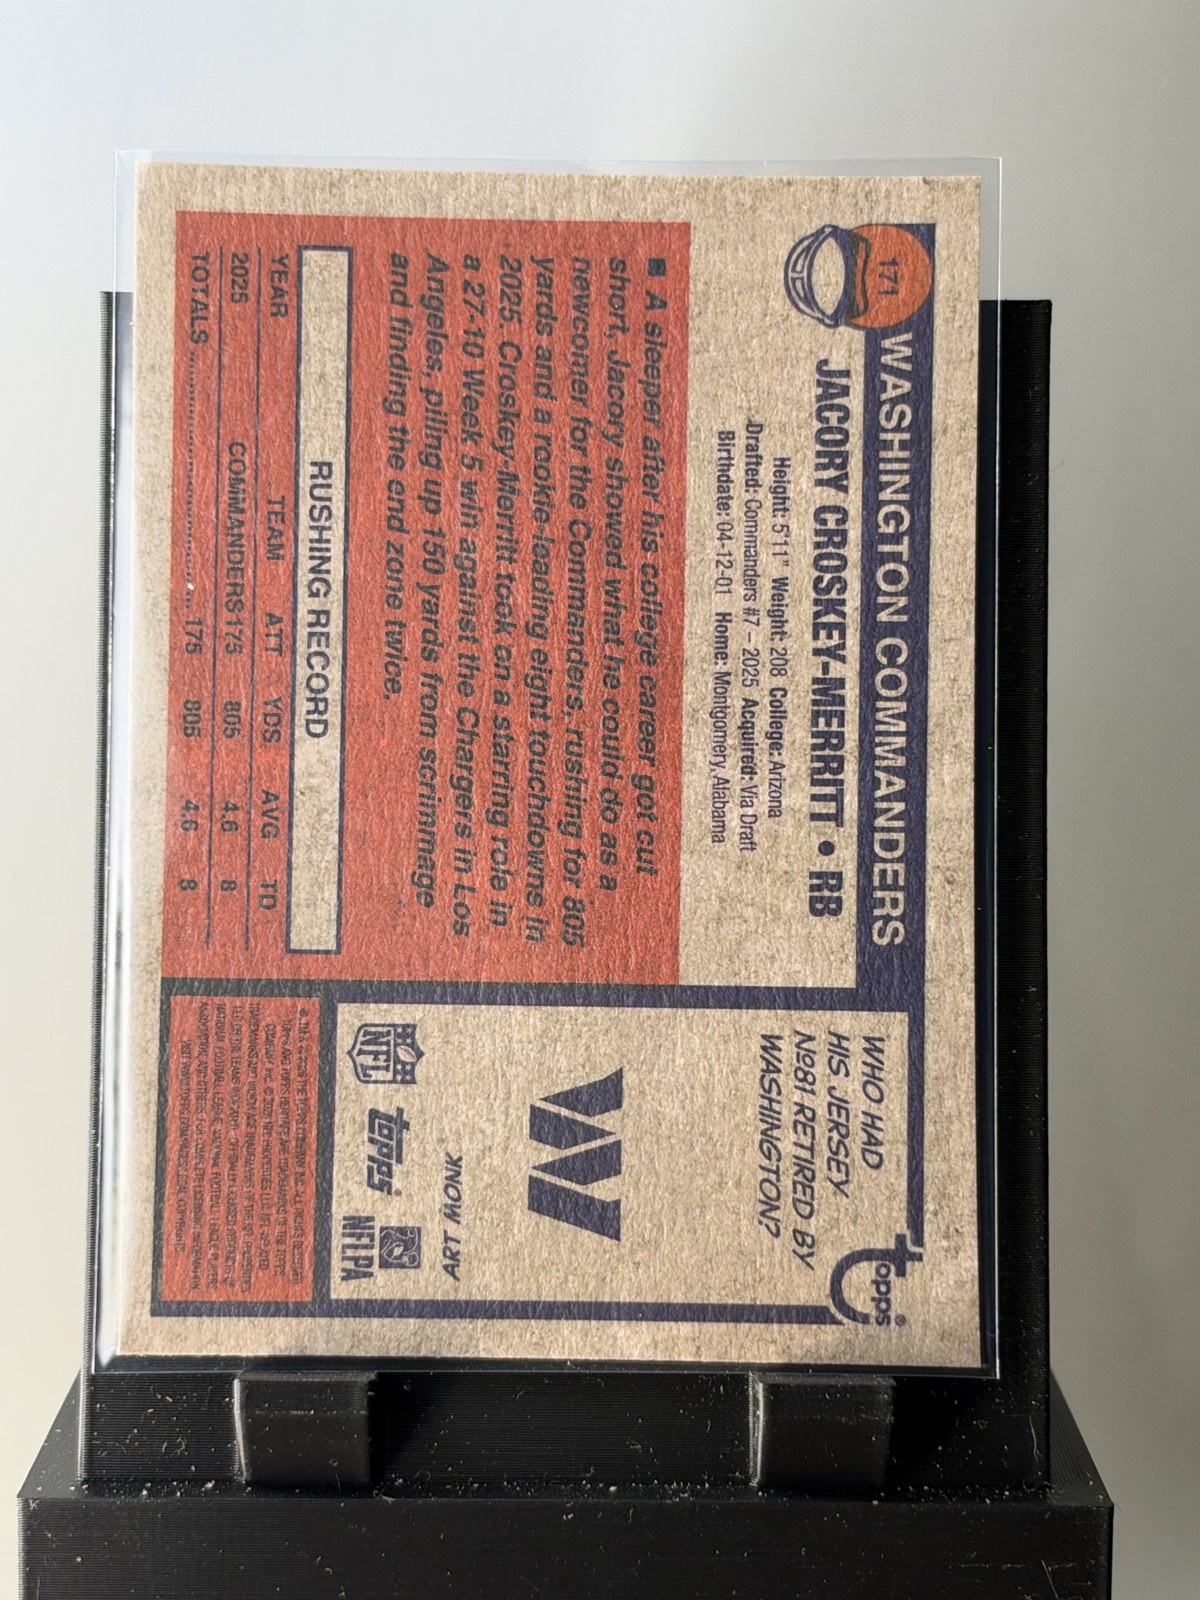 171
WASHINGTON COMMANDERS
JACORY CROSKEY-MERRITT • RB
Height: 5'11" Weight: 208 College: Arizona
Drafted: Commanders #7 – 2025 Acquired: Via Draft
Birthdate: 04-12-01 Home: Montgomery, Alabama
■ A sleeper after his college career got cut
short, Jacory showed what he could do as a
newcomer for the Commanders, rushing for 805
yards and a rookie-leading eight touchdowns in
2025. Croskey-Merritt took on a starring role in
a 27-10 Week 5 win against the Chargers in Los
Angeles, piling up 150 yards from scrimmage
and finding the end zone twice.
RUSHING RECORD
YEAR TEAM ATT YDS AVG TD
2025 COMMANDERS 175 805 4.6 8
TOTALS 175 805 4.6 8
topps®
WHO HAD
HIS JERSEY
No81 RETIRED BY
WASHINGTON?
W
ART MONK
NFL topps® NFLPA